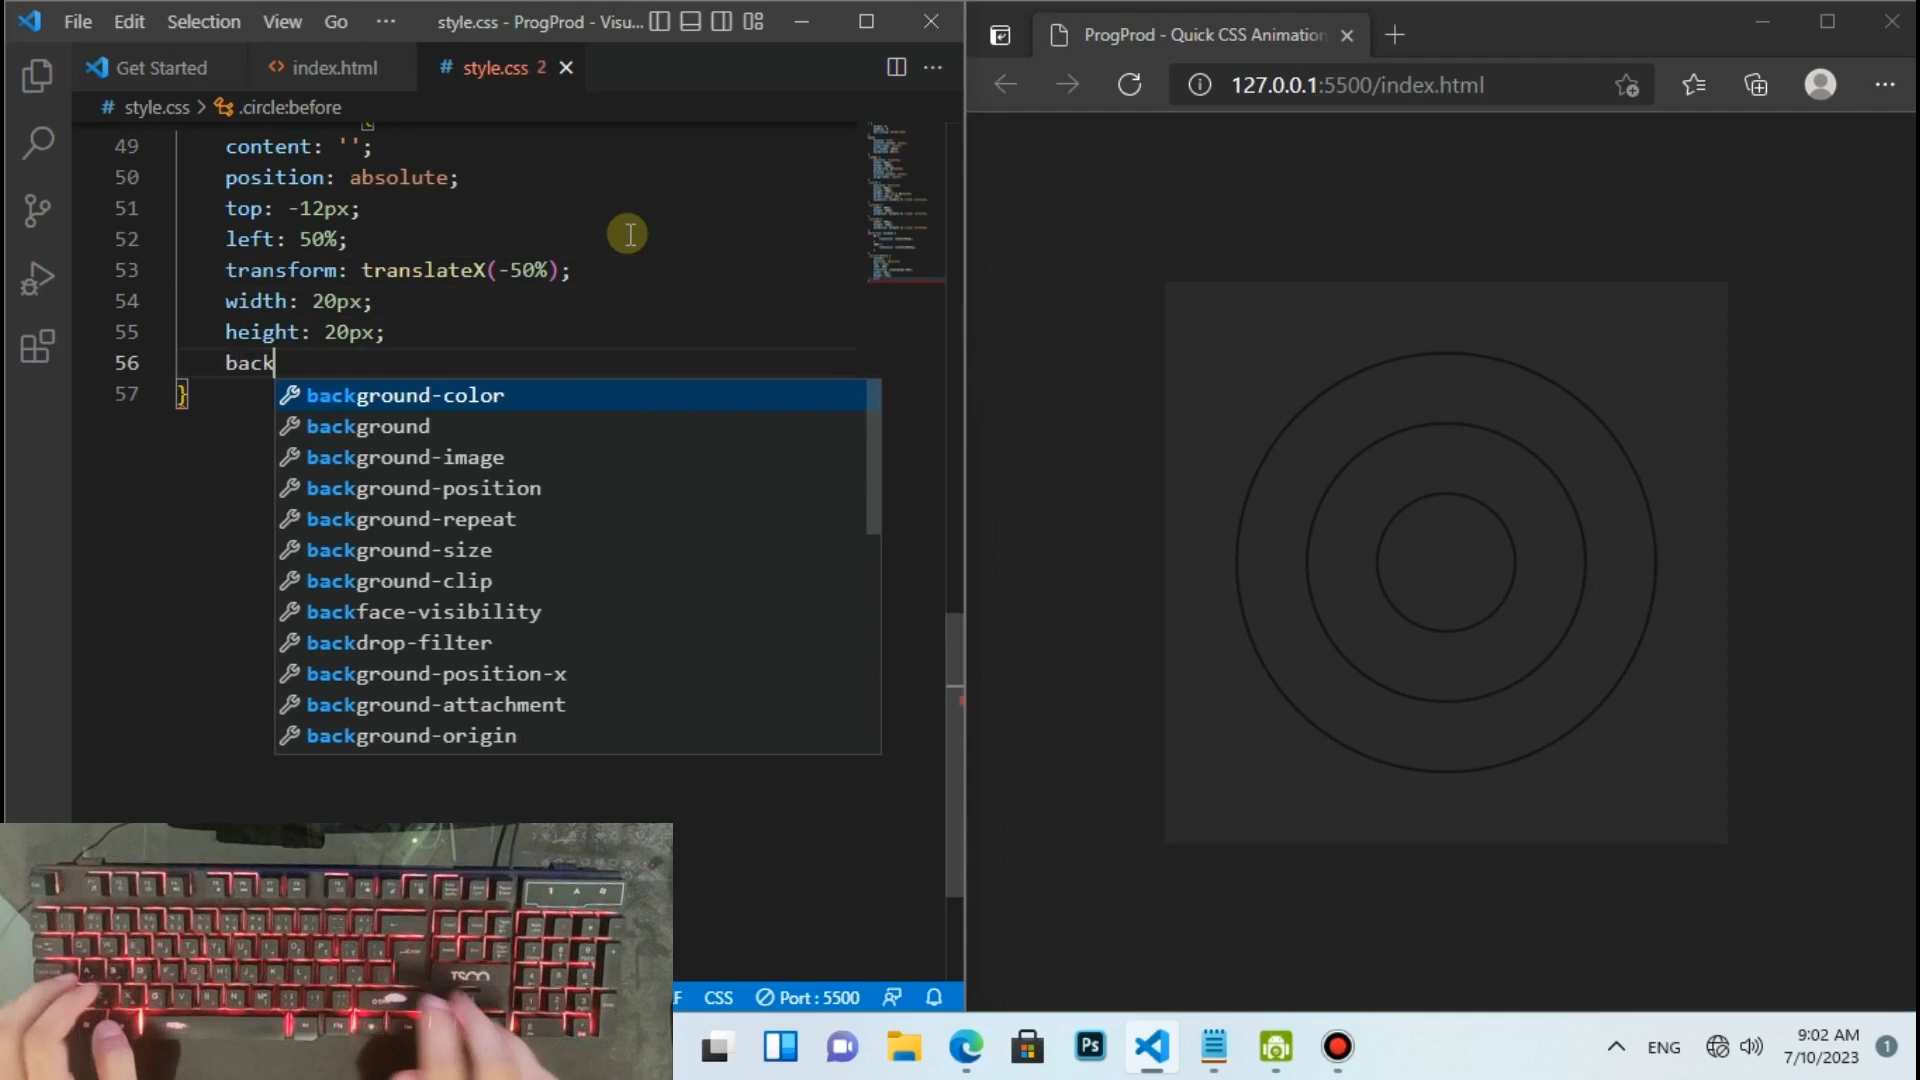 File Edit Selection View Go ··· style.css - ProgProd - Visu...
Get Started
index.html
# style.css 2
# style.css > .circle:before
49 content: '';
50 position: absolute;
51 top: -12px;
52 left: 50%;
53 transform: translateX(-50%);
54 width: 20px;
55 height: 20px;
56 back
57 }
background-color
background
background-image
background-position
background-repeat
background-size
background-clip
backface-visibility
backdrop-filter
background-position-x
background-attachment
background-origin
CSS Port : 5500
ProgProd - Quick CSS Animation
127.0.0.1:5500/index.html
TSCO
Ps
ENG
9:02 AM
7/10/2023
1